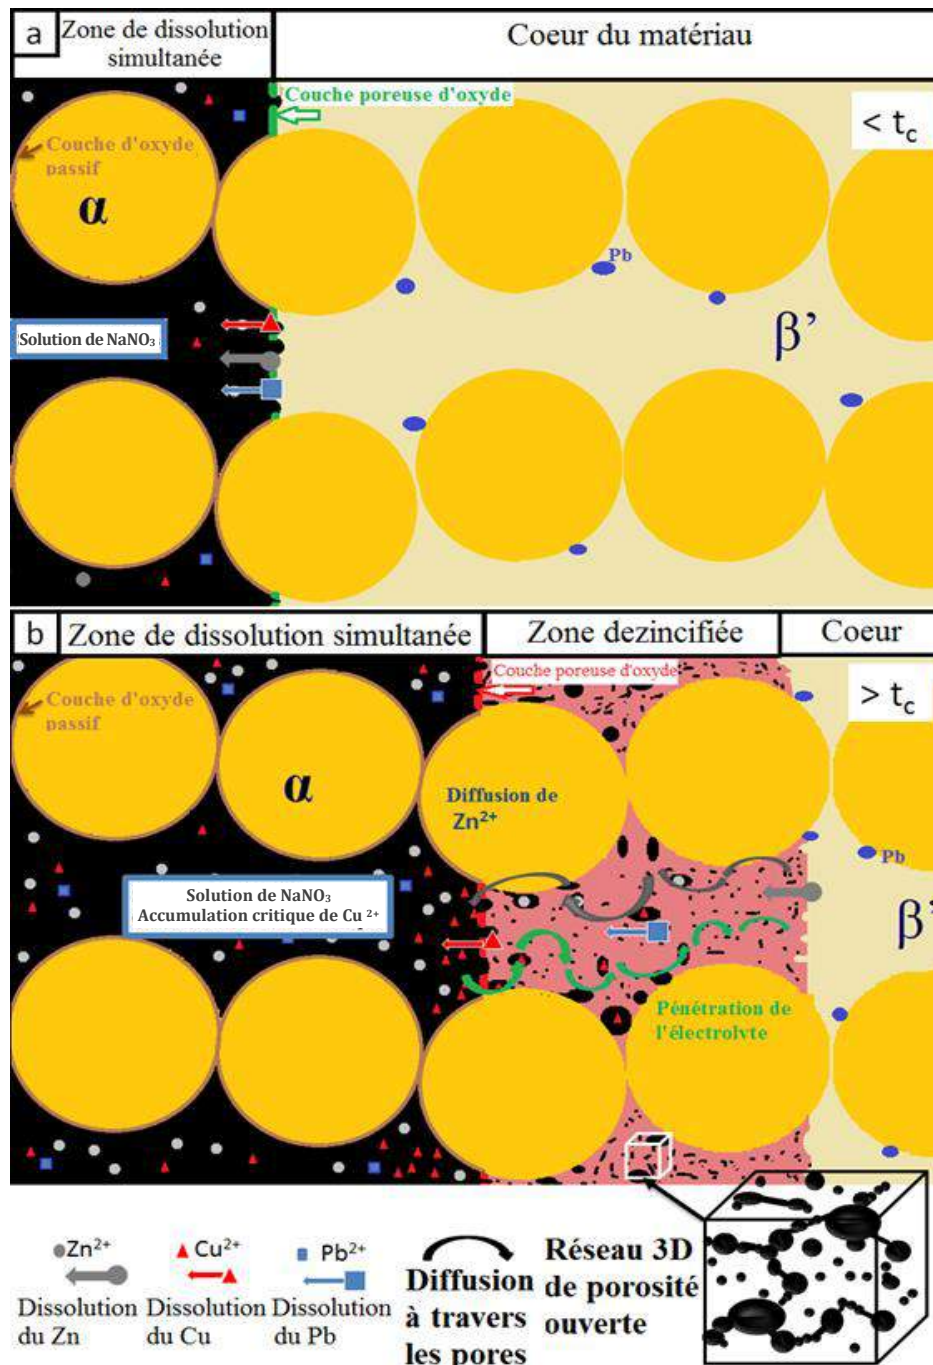 a
Zone de dissolution
simultanée
Coeur du matériau
Couche poreuse d'oxyde
< tc
Couche d'oxyde
passif
α
Pb
β’
Solution de NaNO₃
b
Zone de dissolution simultanée
Zone dezincifiée
Coeur
Couche poreuse d'oxyde
> tc
Couche d'oxyde
passif
α
Diffusion de
Zn²⁺
Pb
Solution de NaNO₃
Accumulation critique de Cu ²⁺
β’
Pénétration de
l'électrolyte
Zn²⁺
Cu²⁺
Pb²⁺
Dissolution
du Zn
Dissolution
du Cu
Dissolution
du Pb
Diffusion
à travers
les pores
Réseau 3D
de porosité
ouverte